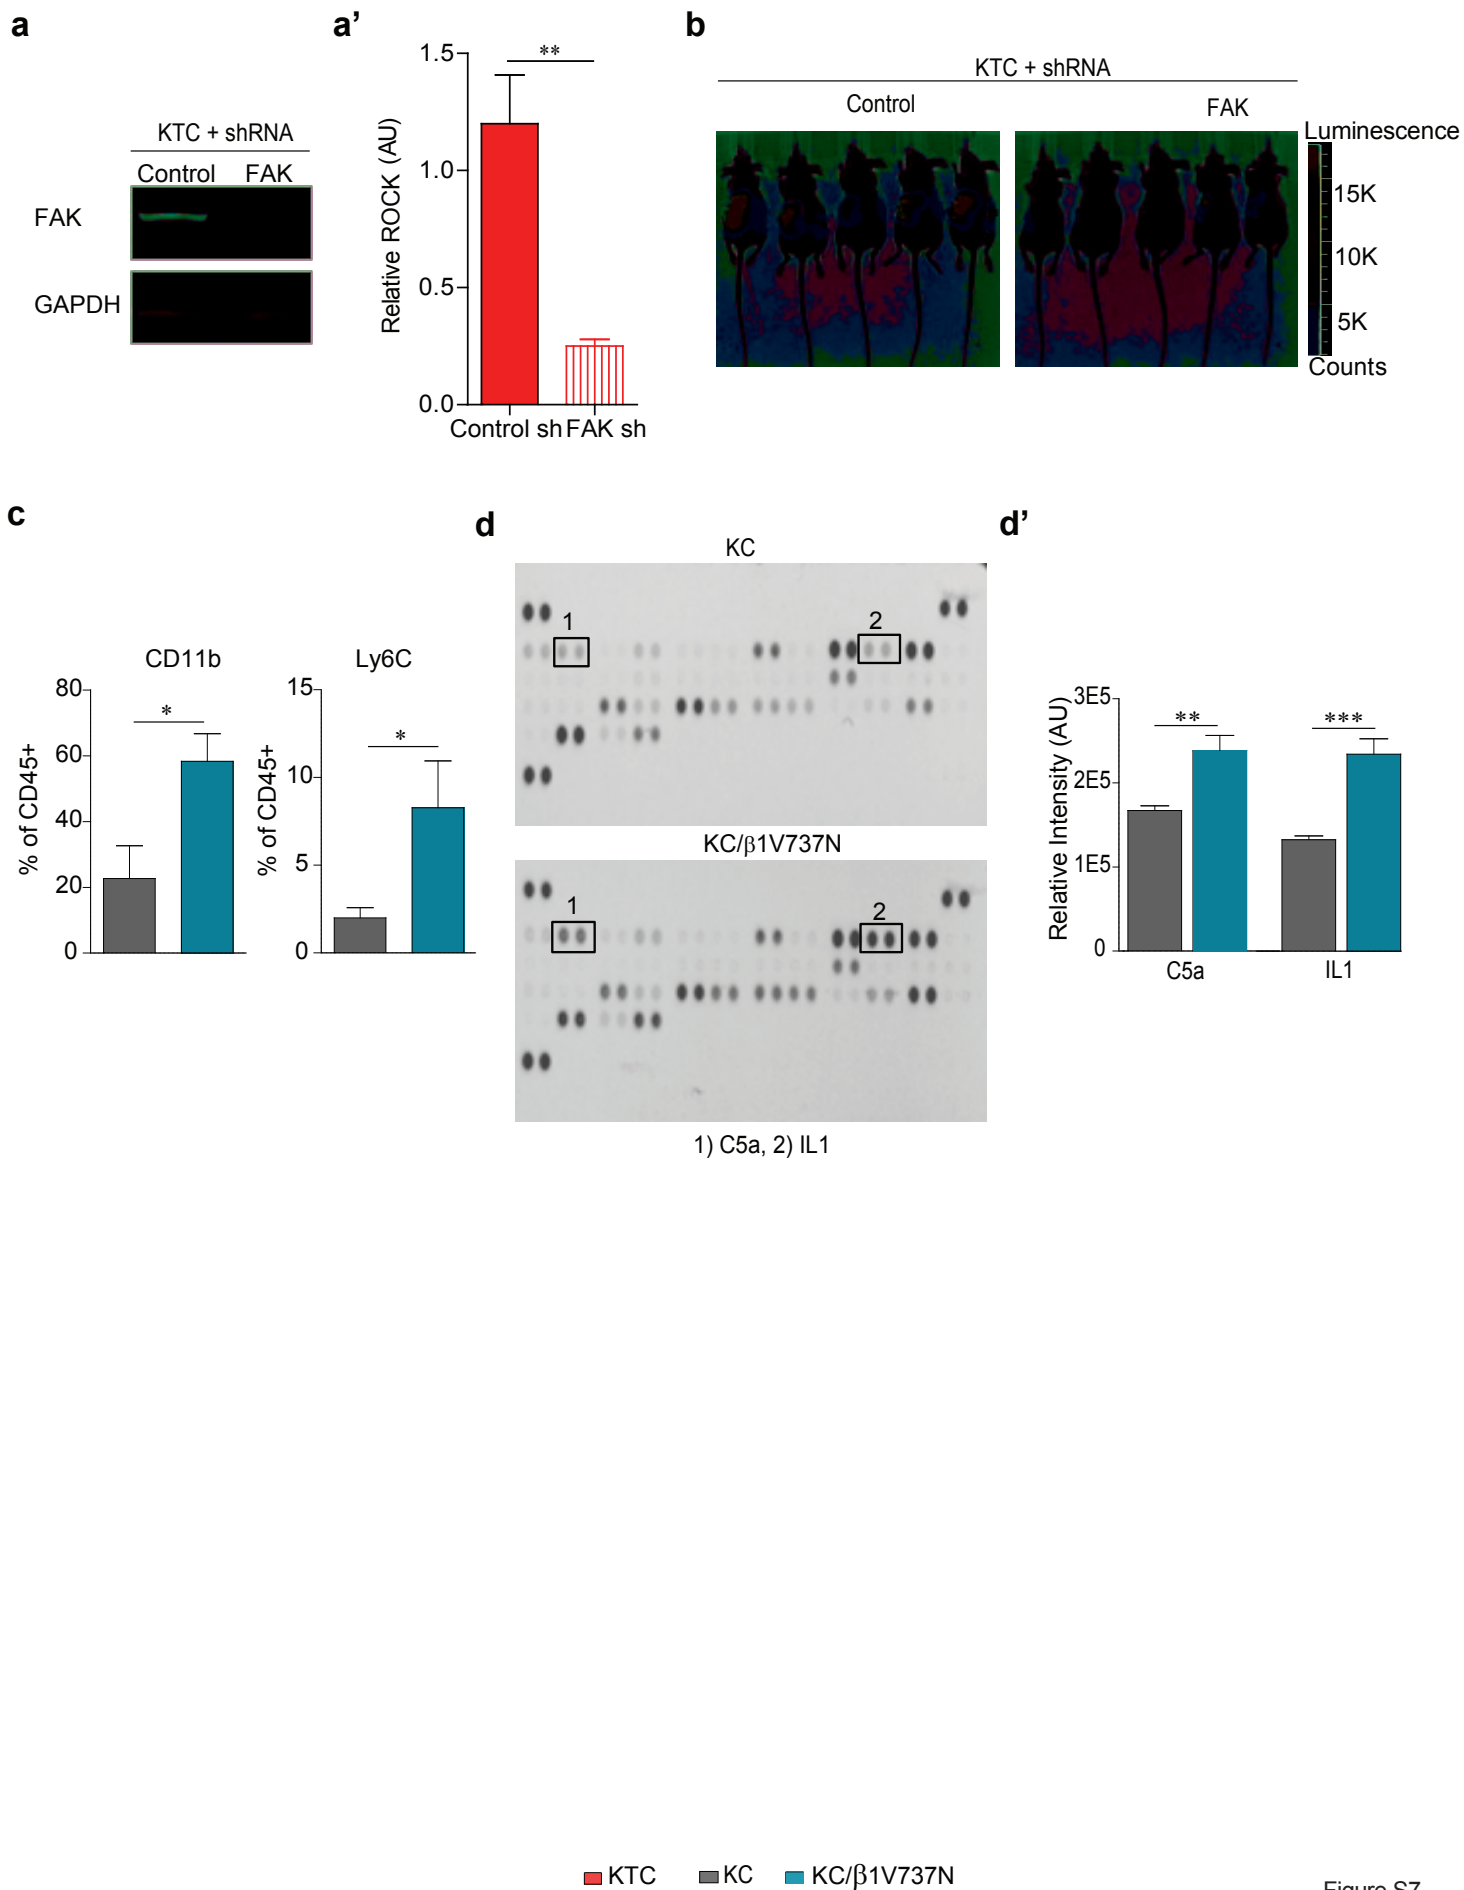 a
KTC + shRNA
Control FAK
FAK
GAPDH
a’
1.5
1.0
0.5
0.0
Relative ROCK (AU)
**
Control sh FAK sh
b
KTC + shRNA
Control FAK
Luminescence
15K
10K
5K
Counts
c
CD11b
80
60
40
20
0
% of CD45+
*
Ly6C
15
10
5
0
% of CD45+
*
d
KC
1 2
KC/β1V737N
1 2
1) C5a, 2) IL1
d’
3E5
2E5
1E5
0
Relative Intensity (AU)
** ***
C5a IL1
KTC KC KC/β1V737N
Figure S7